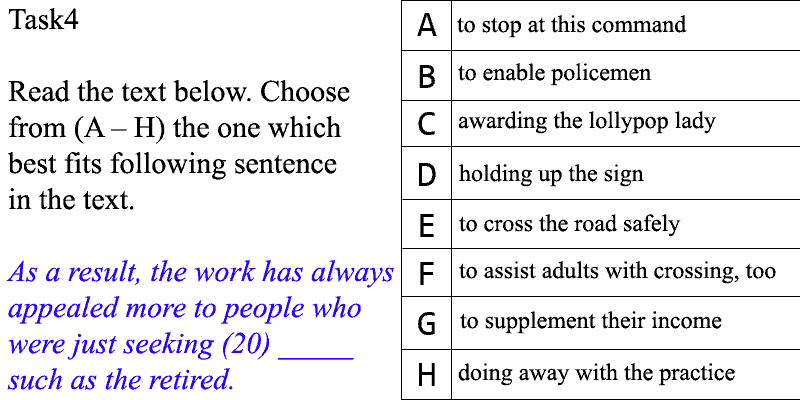 Task4
Read the text below. Choose
from (A – H) the one which
best fits following sentence
in the text.
As a result, the work has always
appealed more to people who
were just seeking (20) _____
such as the retired.
A to stop at this command
B to enable policemen
C awarding the lollypop lady
D holding up the sign
E to cross the road safely
F to assist adults with crossing, too
G to supplement their income
H doing away with the practice